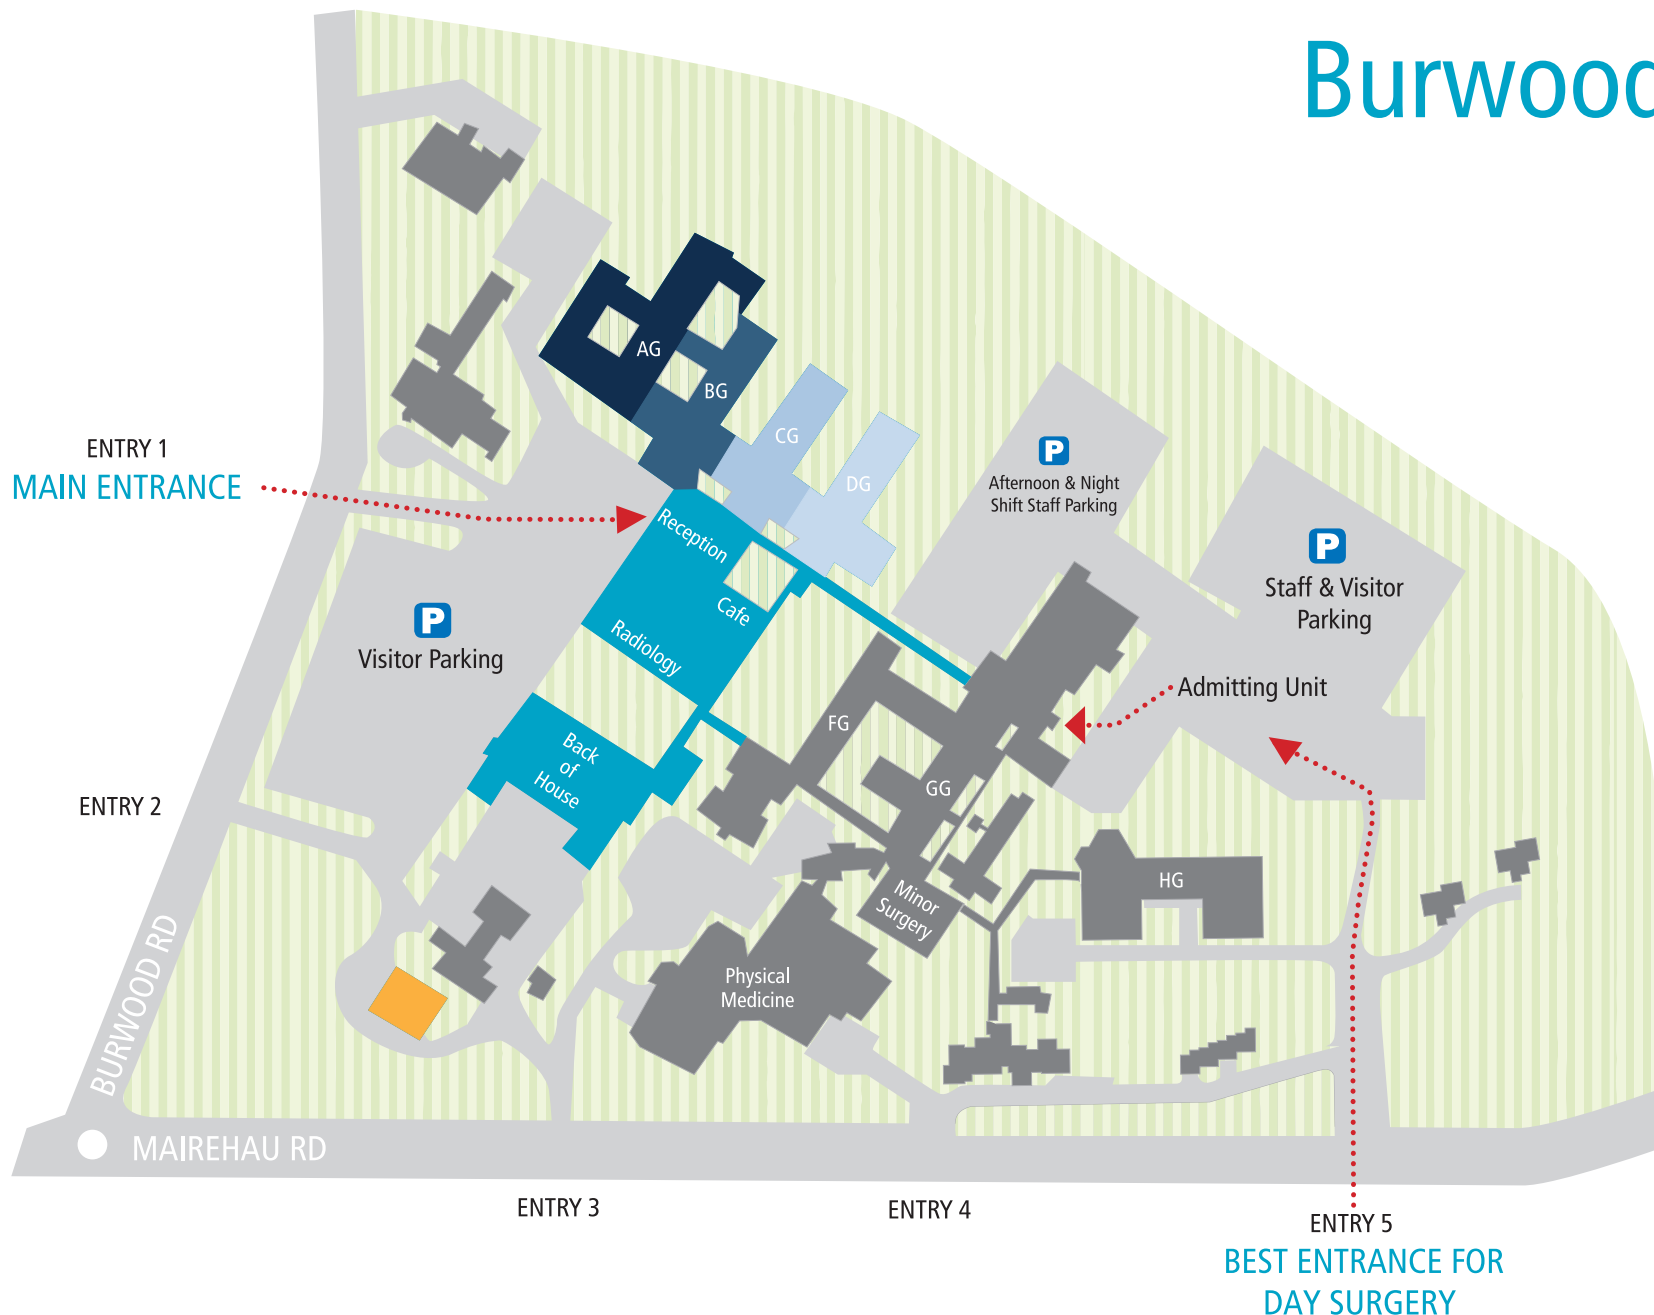 Burwood
AG
BG
CG
DG
ENTRY 1
MAIN ENTRANCE
P
Afternoon & Night
Shift Staff Parking
Reception
P
Staff & Visitor
Parking
Cafe
P
Visitor Parking
Radiology
Admitting Unit
FG
Back
of
House
GG
ENTRY 2
HG
Minor
Surgery
Physical
Medicine
BURWOOD RD
MAIREHAU RD
ENTRY 3
ENTRY 4
ENTRY 5
BEST ENTRANCE FOR
DAY SURGERY